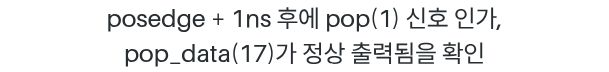 posedge + 1ns 후에 pop(1) 신호 인가,
pop_data(17)가 정상 출력됨을 확인